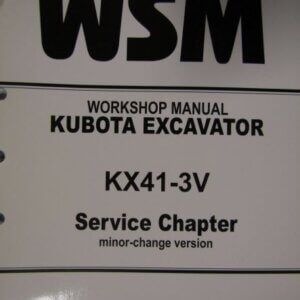 WSM
WORKSHOP MANUAL
KUBOTA EXCAVATOR
KX41-3V
Service Chapter
minor-change version